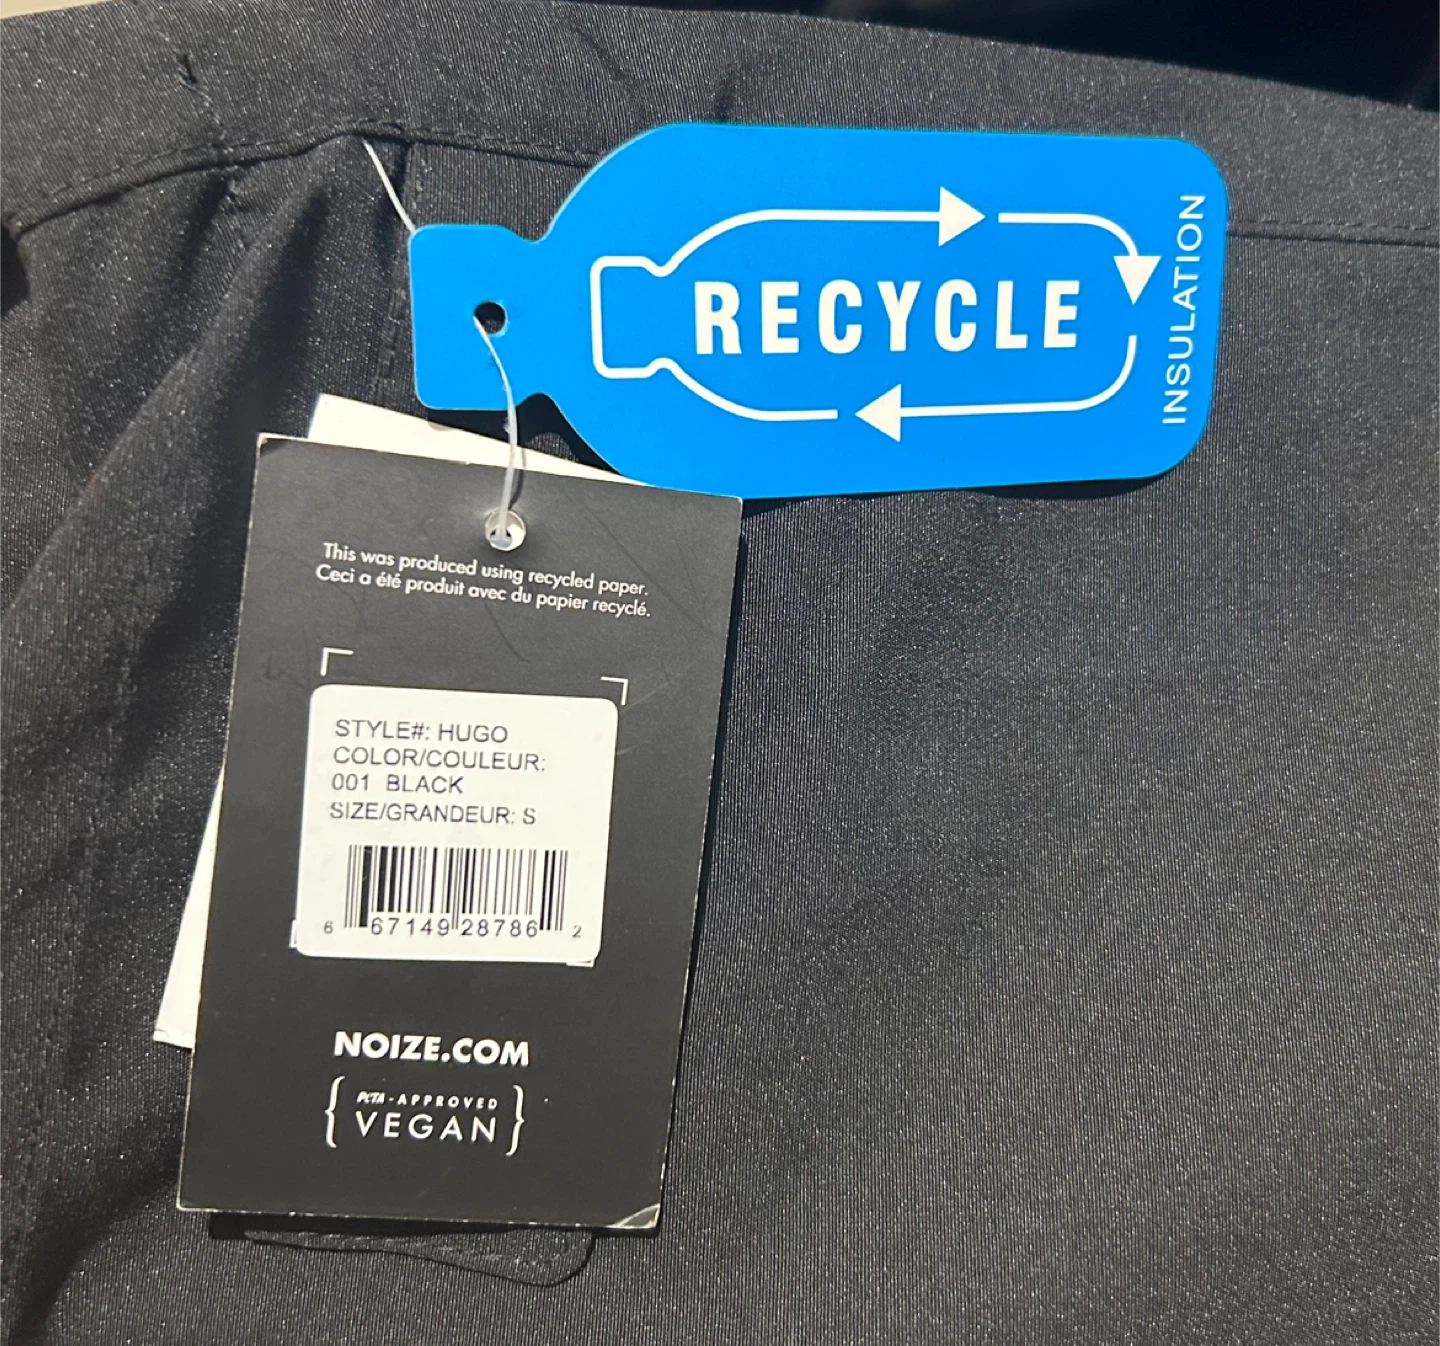 RECYCLE
INSULATION
This was produced using recycled paper.
Ceci a été produit avec du papier recyclé.
STYLE#: HUGO
COLOR/COULEUR:
001 BLACK
SIZE/GRANDEUR: S
6 67149 28786 2
NOIZE.COM
PETA-APPROVED
VEGAN